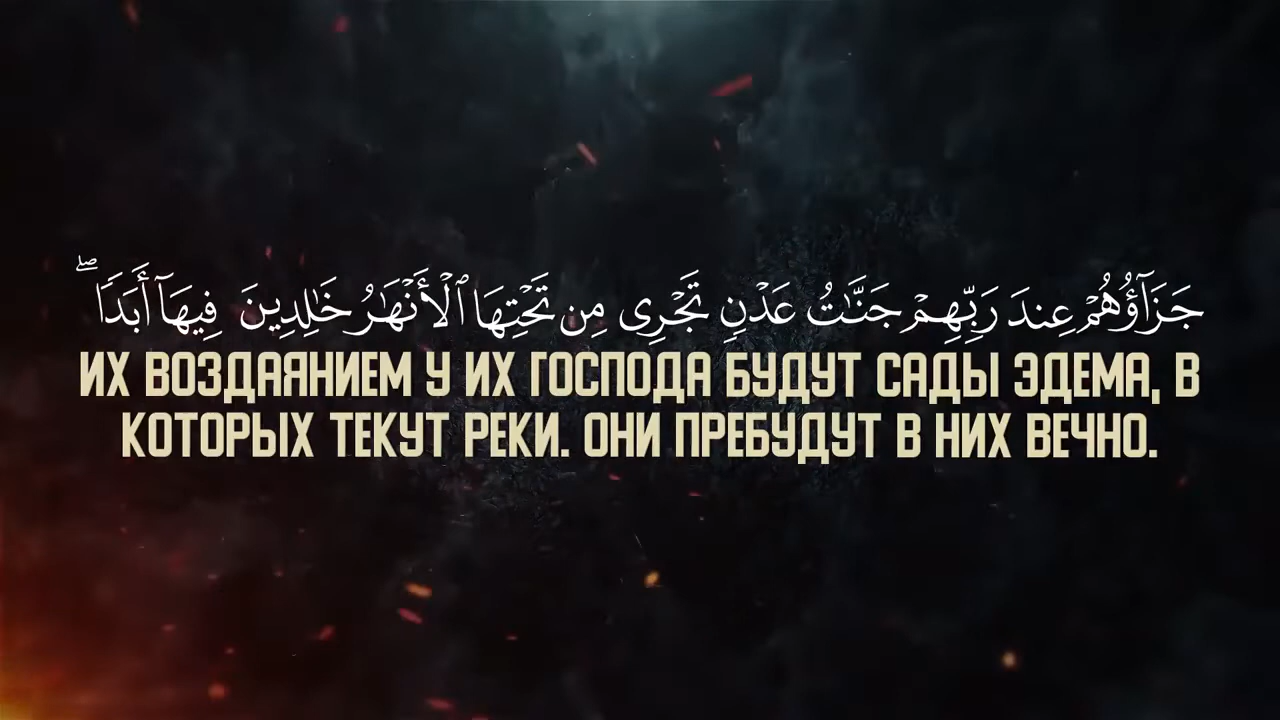 جَزَآؤُهُمْ عِندَ رَبِّهِمْ جَنَّـٰتُ عَدْنٍ تَجْرِى مِن تَحْتِهَا ٱلْأَنْهَـٰرُ خَـٰلِدِينَ فِيهَآ أَبَدًا ۖ
ИХ ВОЗДАЯНИЕМ У ИХ ГОСПОДА БУДУТ САДЫ ЭДЕМА, В
КОТОРЫХ ТЕКУТ РЕКИ. ОНИ ПРЕБУДУТ В НИХ ВЕЧНО.